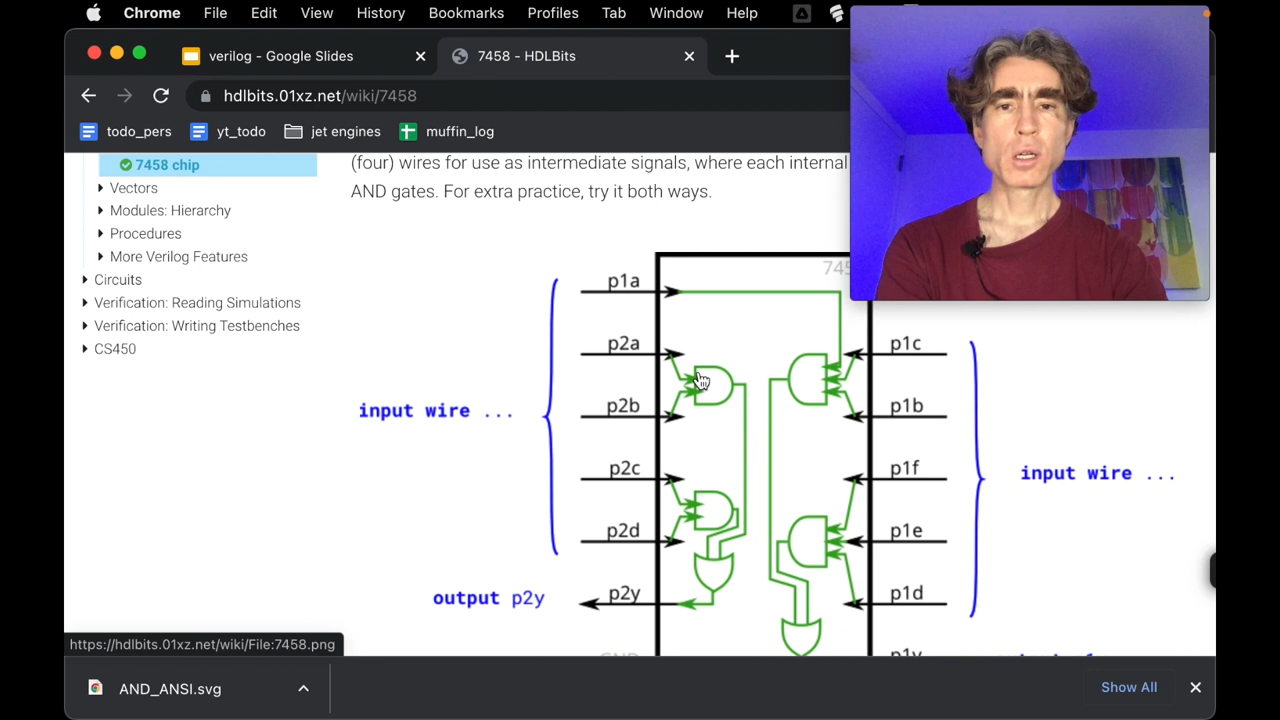 Chrome File Edit View History Bookmarks Profiles Tab Window Help
verilog - Google Slides
7458 - HDLBits
hdlbits.01xz.net/wiki/7458
todo_pers yt_todo jet engines muffin_log
7458 chip
Vectors
Modules: Hierarchy
Procedures
More Verilog Features
Circuits
Verification: Reading Simulations
Verification: Writing Testbenches
CS450
(four) wires for use as intermediate signals, where each internal
AND gates. For extra practice, try it both ways.
p1a
p2a
p2b
p2c
p2d
p2y
p1c
p1b
p1f
p1e
p1d
input wire ...
input wire ...
output p2y
https://hdlbits.01xz.net/wiki/File:7458.png
AND_ANSI.svg
Show All